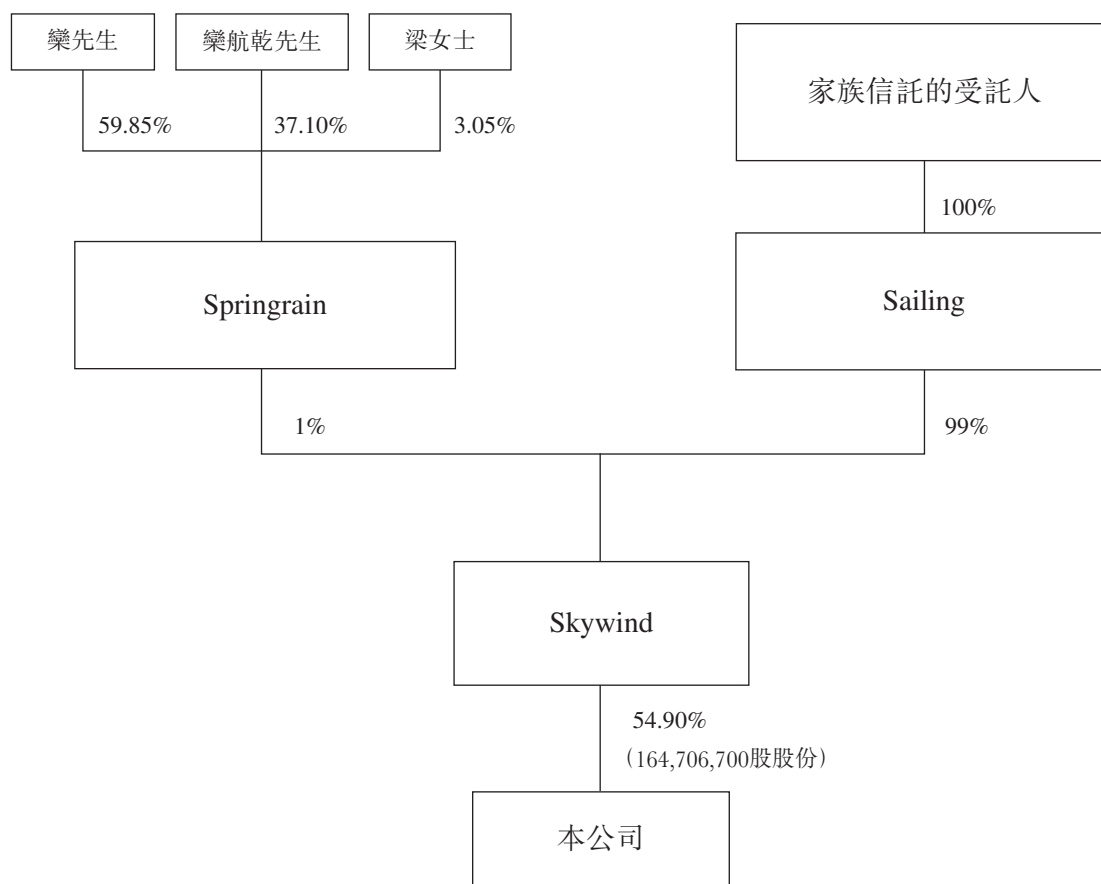 欒先生
欒航乾先生
梁女士
家族信託的受託人
59.85%
37.10%
3.05%
100%
Springrain
Sailing
1%
99%
Skywind
54.90%
(164,706,700股股份)
本公司